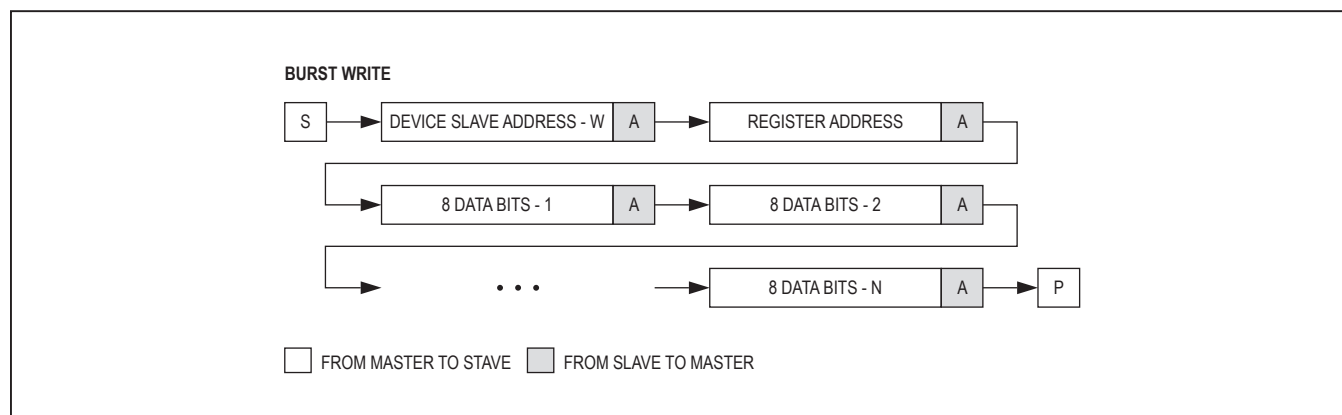 BURST WRITE
S DEVICE SLAVE ADDRESS - W A REGISTER ADDRESS A
8 DATA BITS - 1 A 8 DATA BITS - 2 A
• • • 8 DATA BITS - N A P
FROM MASTER TO STAVE FROM SLAVE TO MASTER